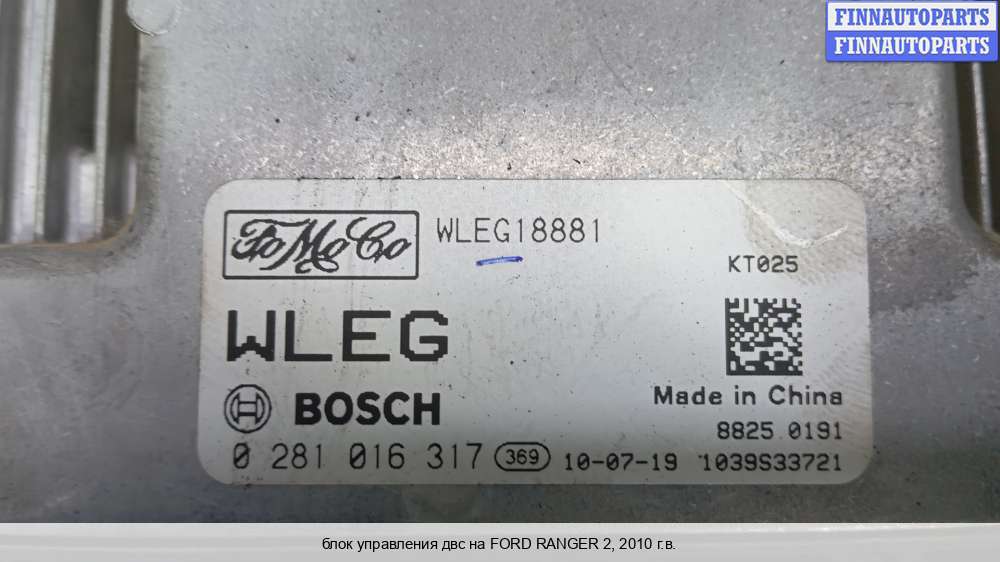 FINNAUTOPARTS
FINNAUTOPARTS
FoMoCo WLEG18881
KT025
WLEG
Made in China
BOSCH
8825 0191
0 281 016 317 369 10-07-19 1039S33721
блок управления двс на FORD RANGER 2, 2010 г.в.